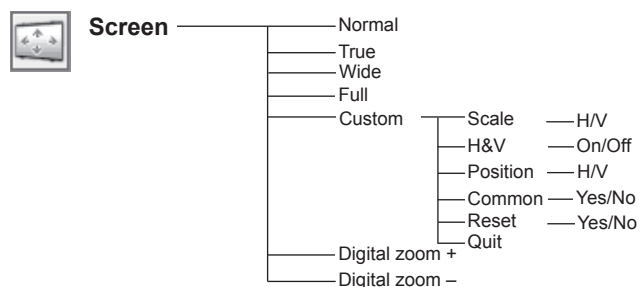 Screen
Normal
True
Wide
Full
Custom
Scale H/V
H&V On/Off
Position H/V
Common Yes/No
Reset Yes/No
Quit
Digital zoom +
Digital zoom –